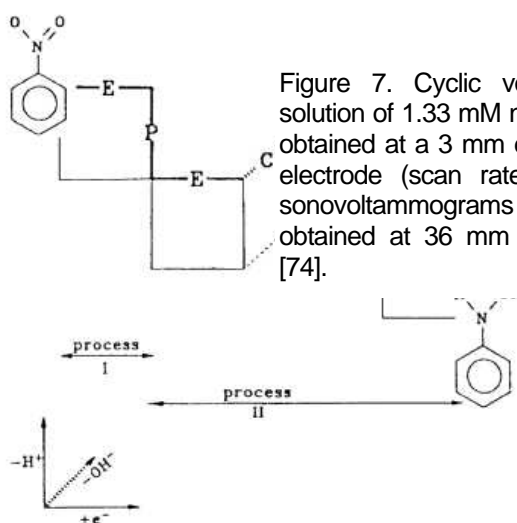 O O
N
E
Figure 7. Cyclic vo
solution of 1.33 mM n
obtained at a 3 mm
P
E
C
electrode (scan rate
sonovoltammograms
obtained at 36 mm
[74].
N
process
I
process
II
−H⁺
−OH⁻
+e⁻